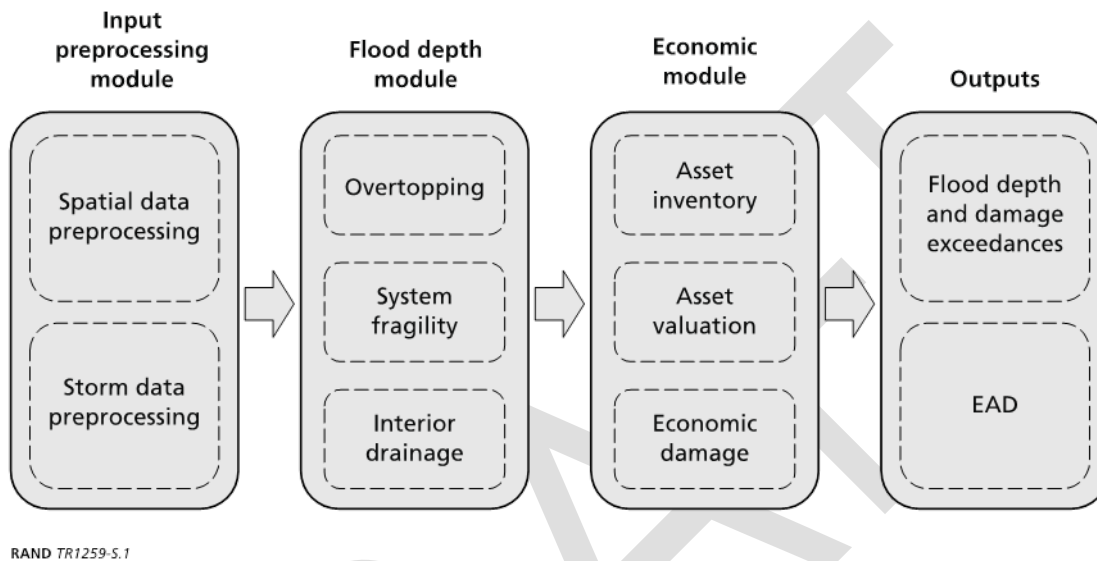 Input
preprocessing
module
Spatial data
preprocessing
Storm data
preprocessing
Flood depth
module
Overtopping
System
fragility
Interior
drainage
Economic
module
Asset
inventory
Asset
valuation
Economic
damage
Outputs
Flood depth
and damage
exceedances
EAD
RAND TR1259-S.1